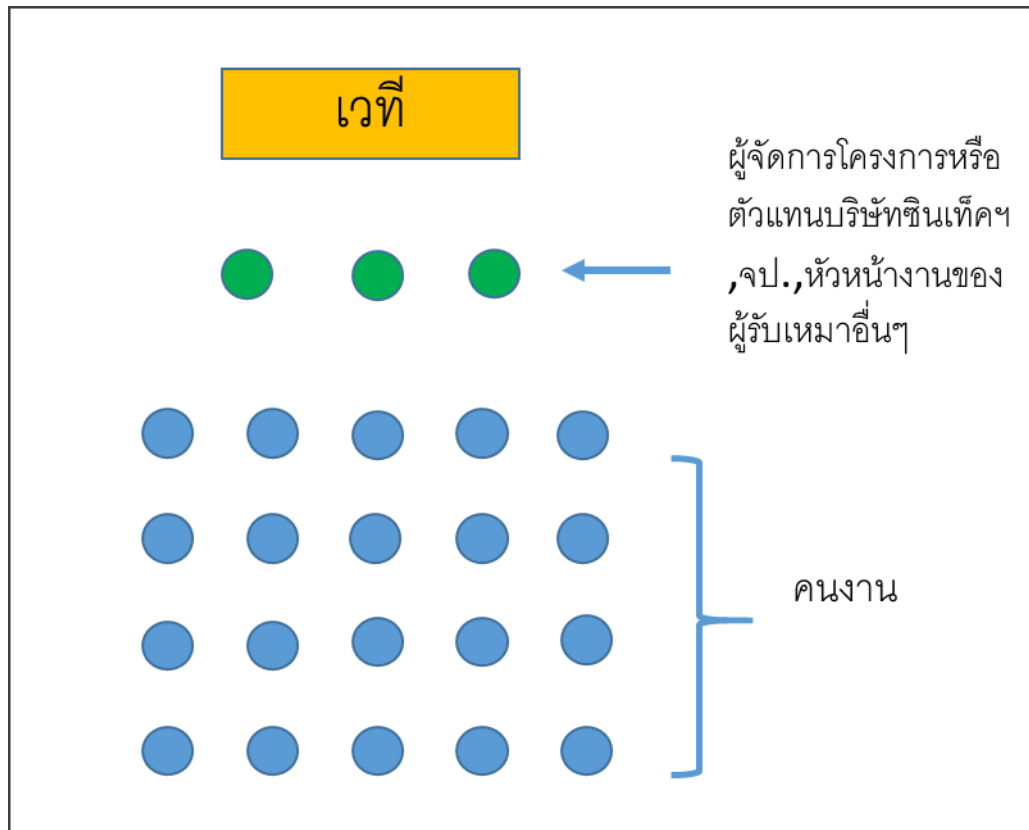 เวที
ผู้จัดการโครงการหรือ
ตัวแทนบริษัทซินเท็คฯ
,จป.,หัวหน้างานของ
ผู้รับเหมาอื่นๆ
คนงาน